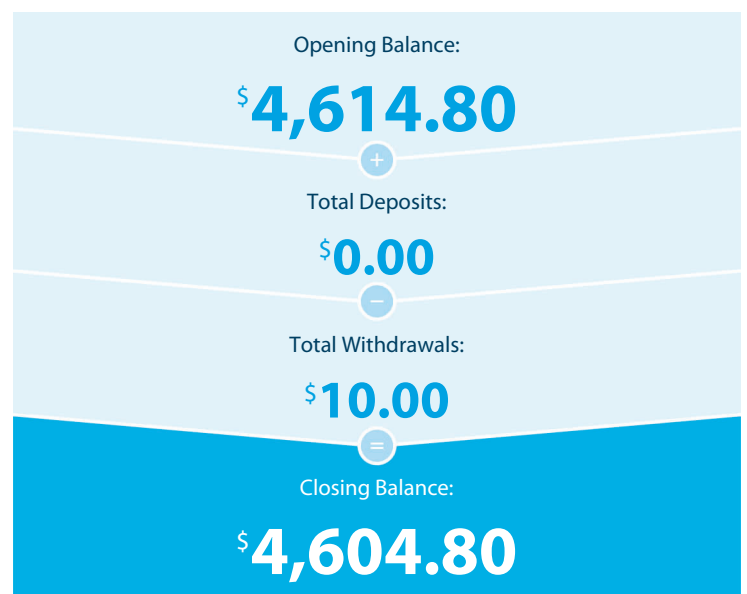 Opening Balance:
$4,614.80
+
Total Deposits:
$0.00
−
Total Withdrawals:
$10.00
=
Closing Balance:
$4,604.80